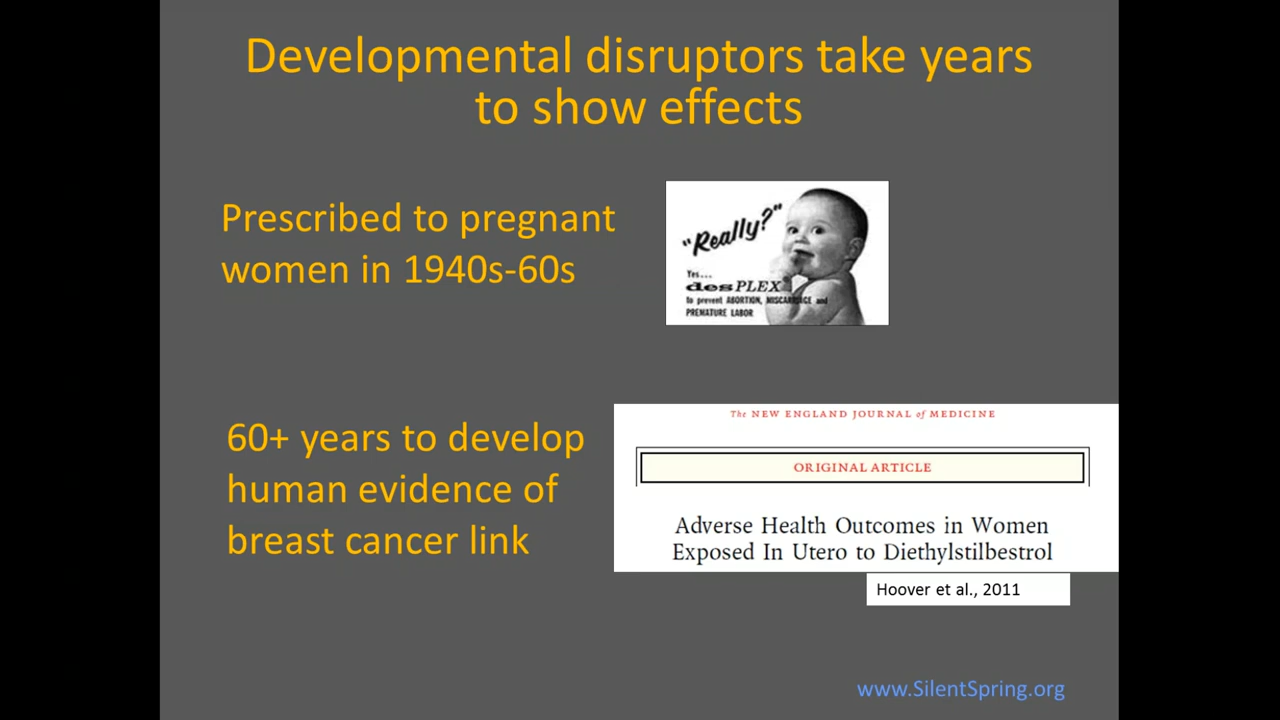 Developmental disruptors take years
to show effects
Prescribed to pregnant
women in 1940s-60s
"Really?"
Yes...
desPLEX
to prevent ABORTION, MISCARRIAGE and
PREMATURE LABOR
60+ years to develop
human evidence of
breast cancer link
The NEW ENGLAND JOURNAL of MEDICINE
ORIGINAL ARTICLE
Adverse Health Outcomes in Women
Exposed In Utero to Diethylstilbestrol
Hoover et al., 2011
www.SilentSpring.org